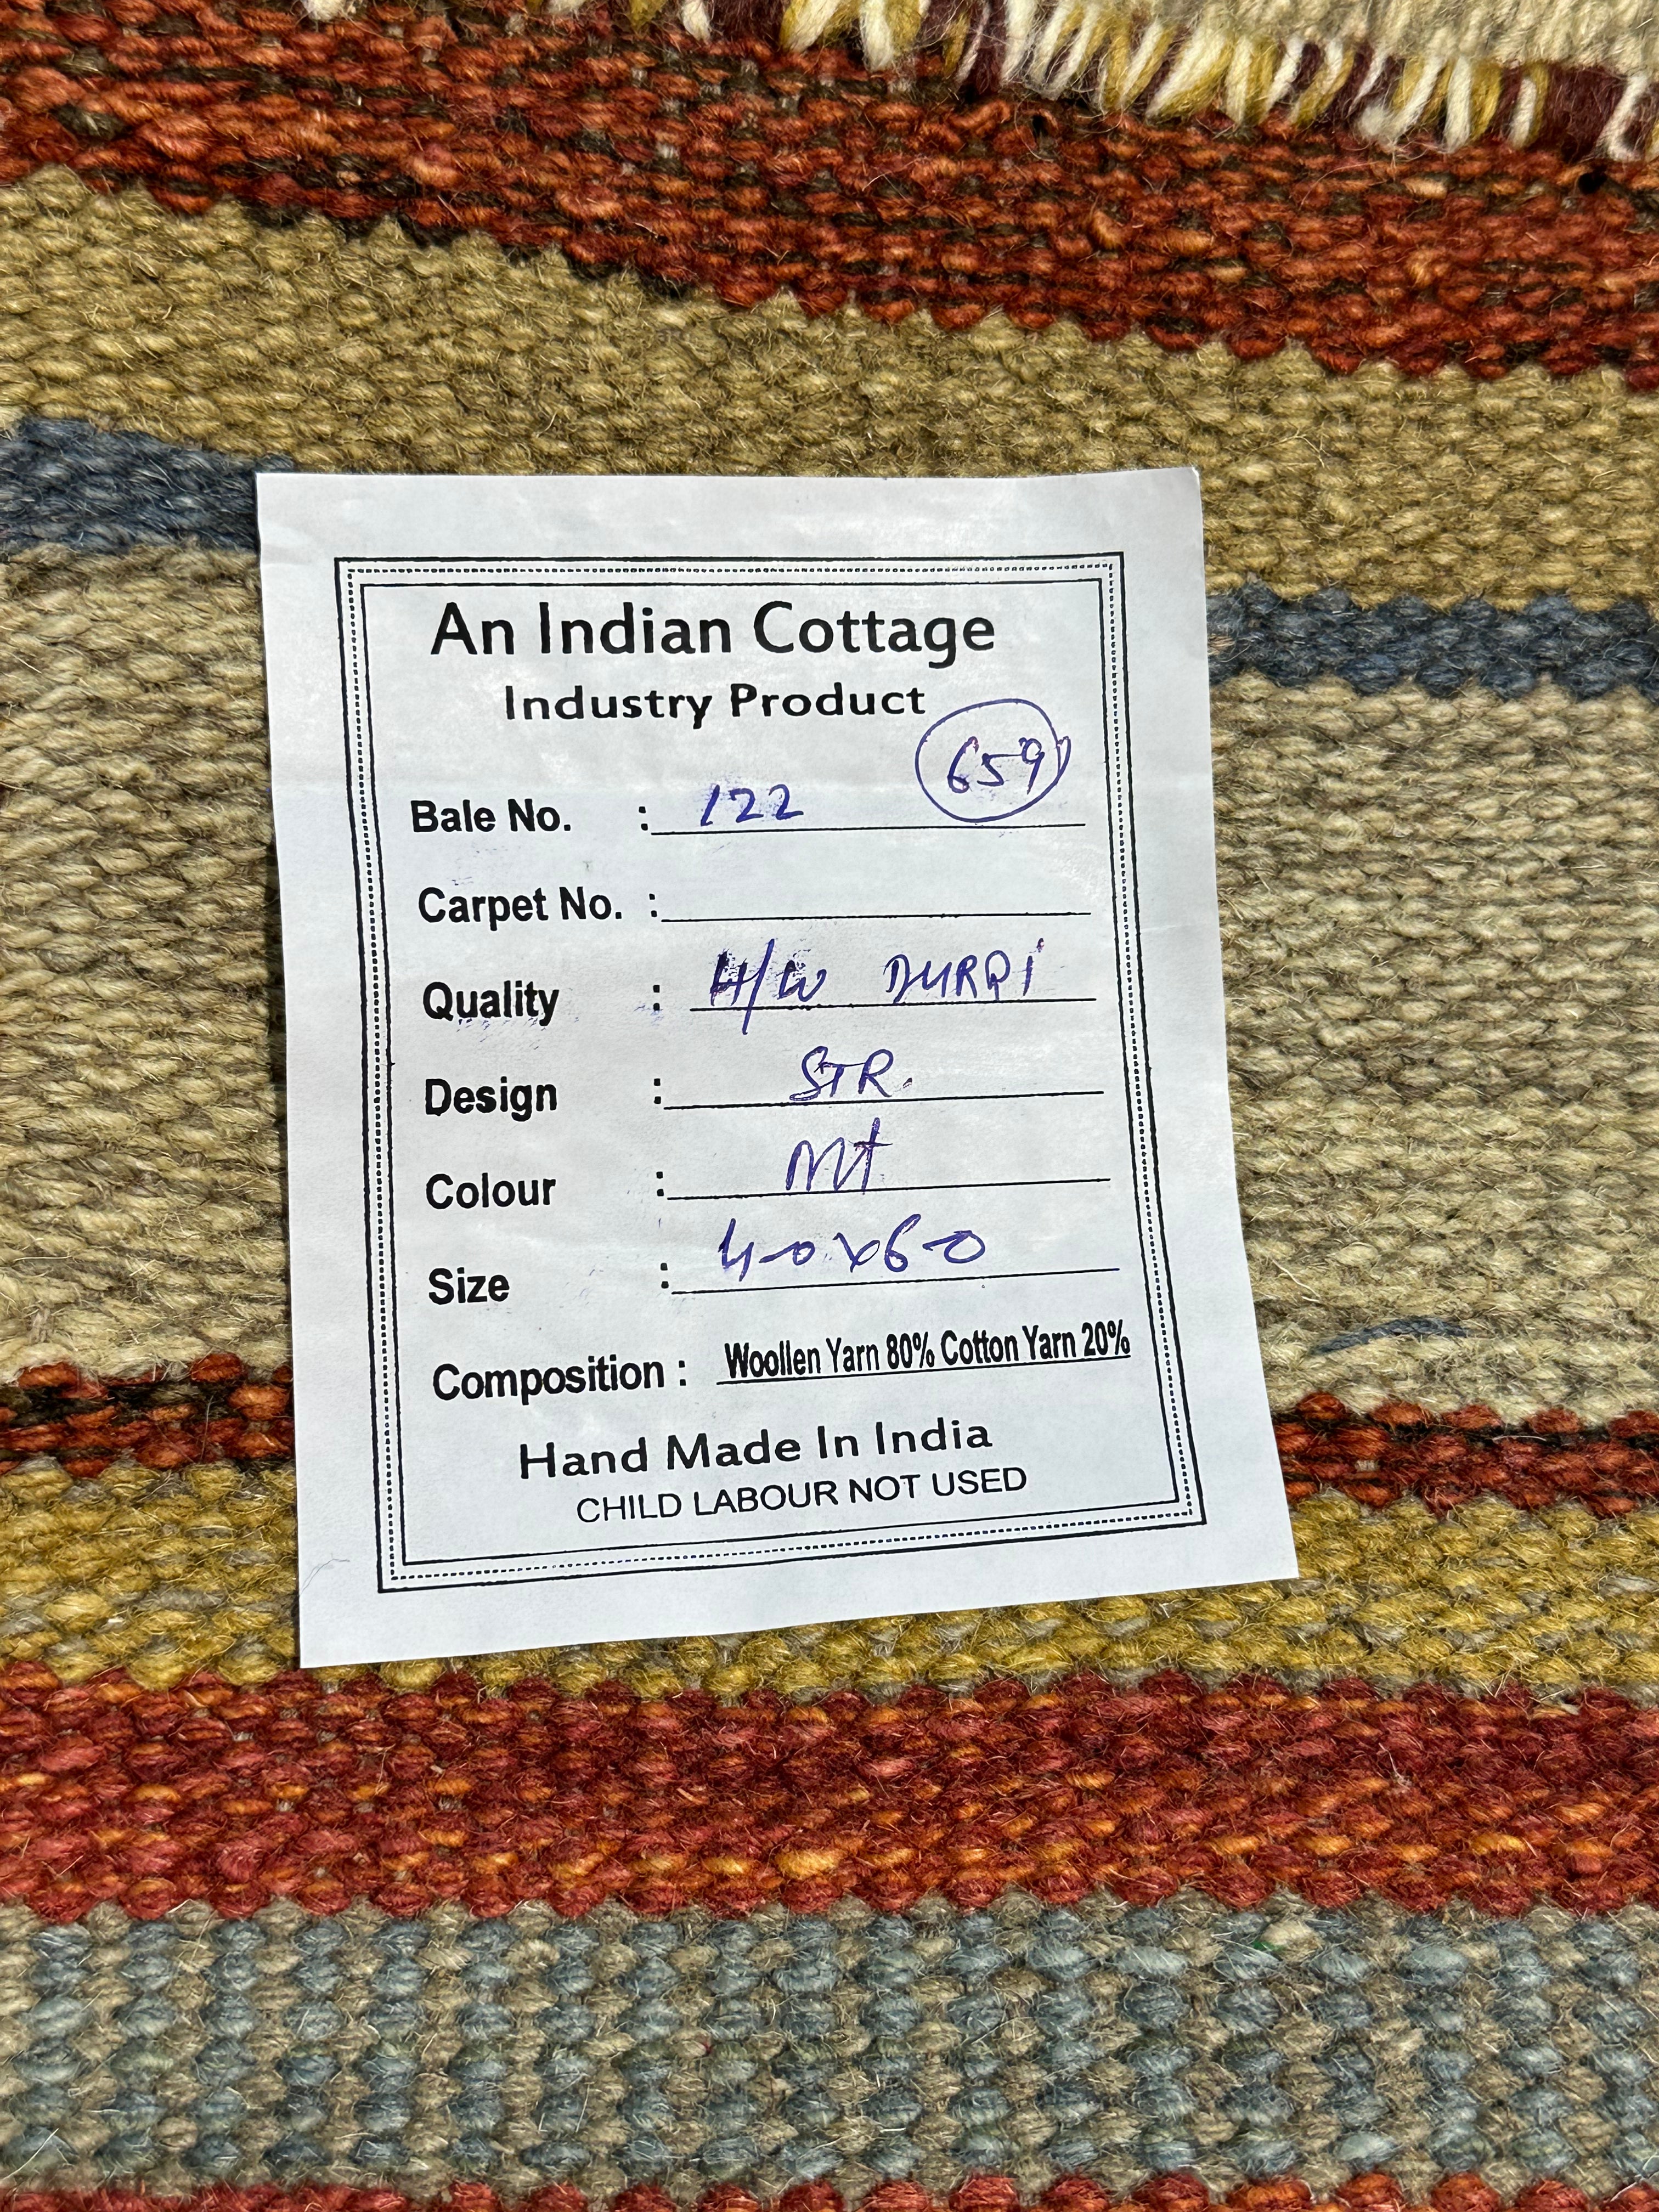 An Indian Cottage
Industry Product
659
Bale No. : 122
Carpet No. :
Quality : H/W DURRI
Design : STR.
Colour : Mt
Size : 4-0x6-0
Composition : Woollen Yarn 80% Cotton Yarn 20%
Hand Made In India
CHILD LABOUR NOT USED